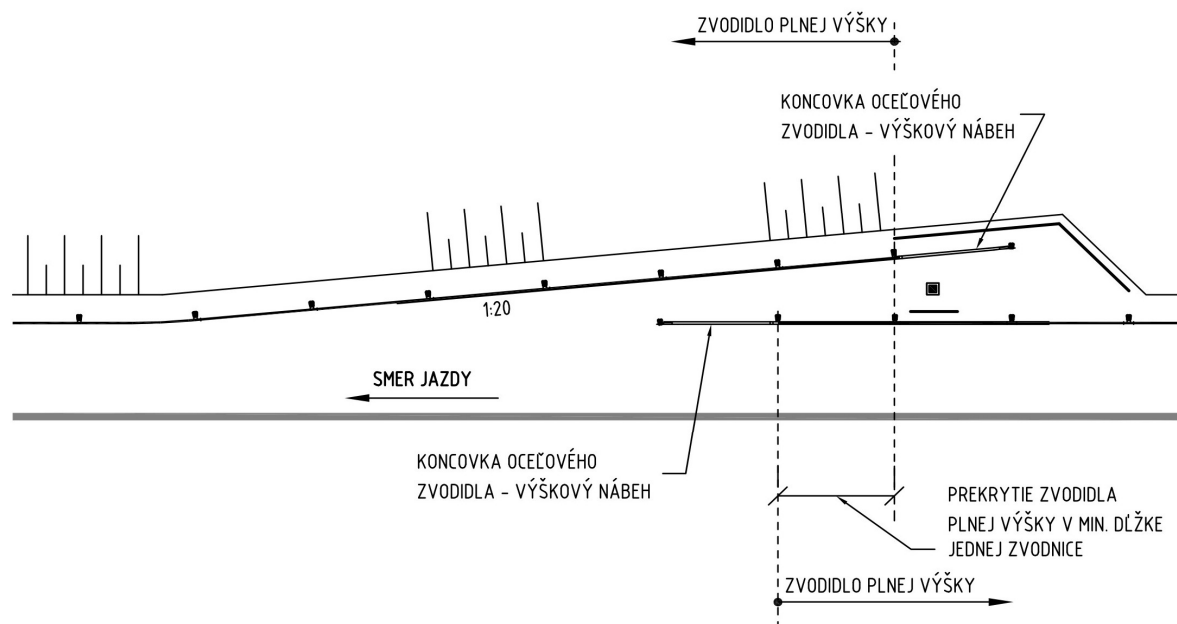 ZVODIDLO PLNEJ VÝŠKY
KONCOVKA OCEĽOVÉHO
ZVODIDLA - VÝŠKOVÝ NÁBEH
1:20
SMER JAZDY
KONCOVKA OCEĽOVÉHO
ZVODIDLA - VÝŠKOVÝ NÁBEH
PREKRYTIE ZVODIDLA
PLNEJ VÝŠKY V MIN. DĹŽKE
JEDNEJ ZVODNICE
ZVODIDLO PLNEJ VÝŠKY